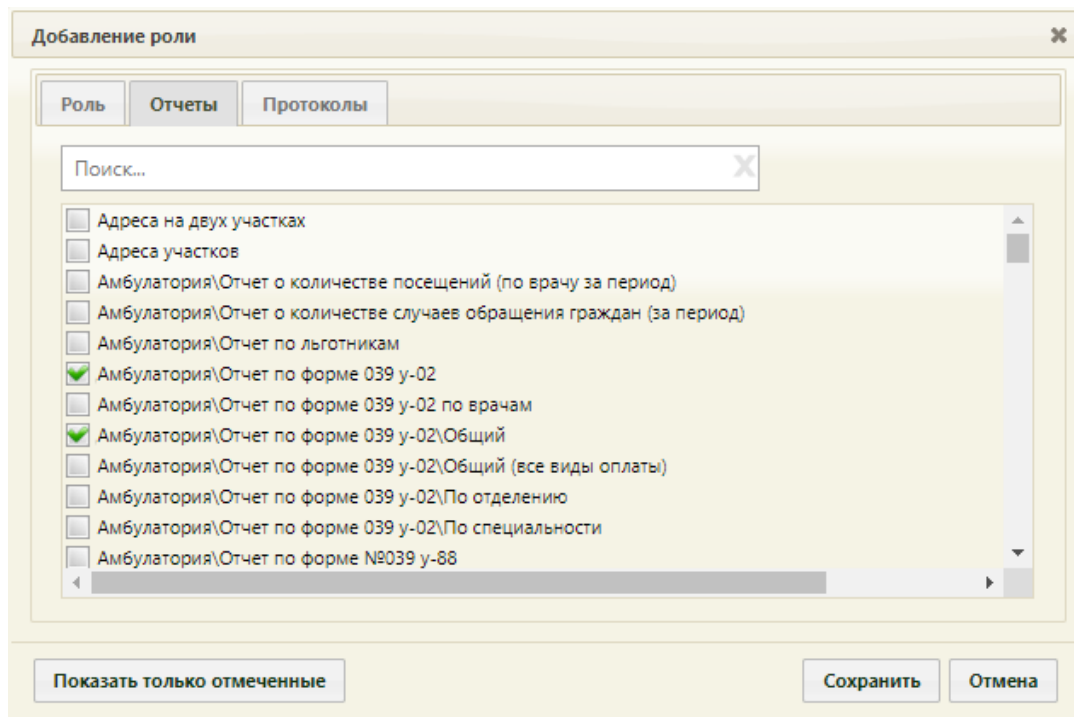 Добавление роли
Роль Отчеты Протоколы
Поиск...
Адреса на двух участках
Адреса участков
Амбулатория\Отчет о количестве посещений (по врачу за период)
Амбулатория\Отчет о количестве случаев обращения граждан (за период)
Амбулатория\Отчет по льготникам
Амбулатория\Отчет по форме 039 у-02
Амбулатория\Отчет по форме 039 у-02 по врачам
Амбулатория\Отчет по форме 039 у-02\Общий
Амбулатория\Отчет по форме 039 у-02\Общий (все виды оплаты)
Амбулатория\Отчет по форме 039 у-02\По отделению
Амбулатория\Отчет по форме 039 у-02\По специальности
Амбулатория\Отчет по форме №039 у-88
Показать только отмеченные Сохранить Отмена